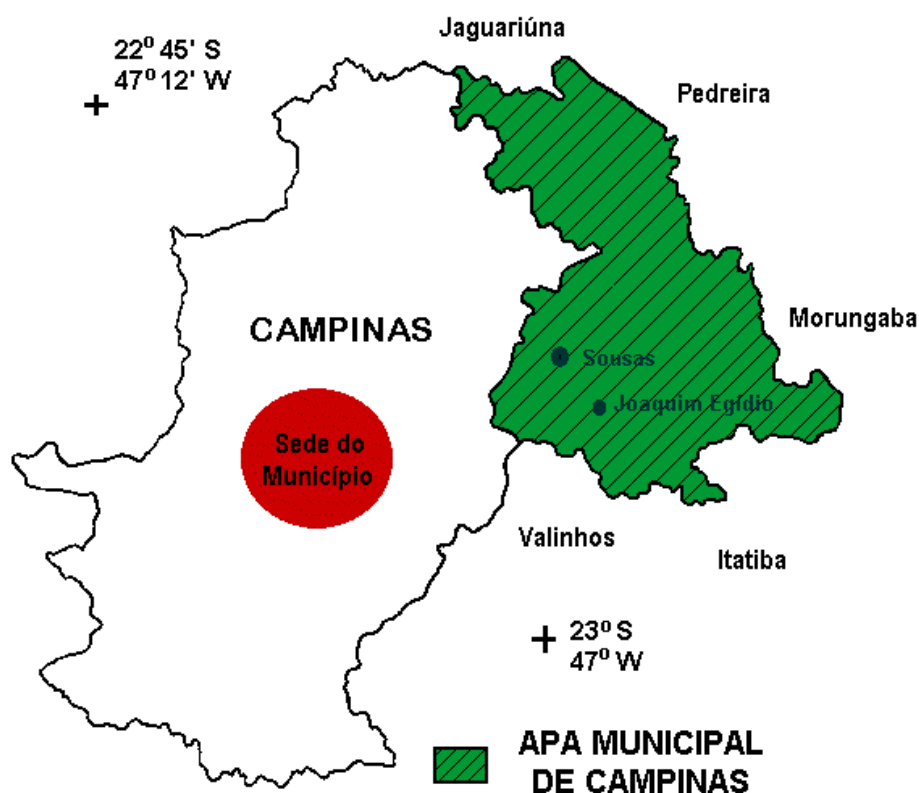 Jaguariúna
22º 45' S
47º 12' W
Pedreira
Morungaba
CAMPINAS
Sousas
Joaquim Egídio
Sede do
Município
Valinhos
Itatiba
23º S
47º W
APA MUNICIPAL
DE CAMPINAS